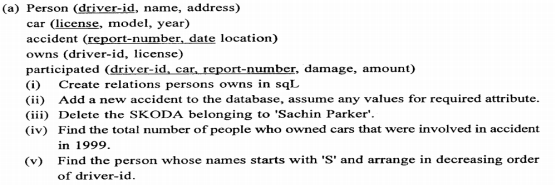 (a) Person (driver-id, name, address)
car (license, model, year)
accident (report-number, date location)
owns (driver-id, license)
participated (driver-id, car, report-number, damage, amount)
(i) Create relations persons owns in sqL
(ii) Add a new accident to the database, assume any values for required attribute.
(iii) Delete the SKODA belonging to 'Sachin Parker'.
(iv) Find the total number of people who owned cars that were involved in accident
in 1999.
(v) Find the person whose names starts with 'S' and arrange in decreasing order
of driver-id.